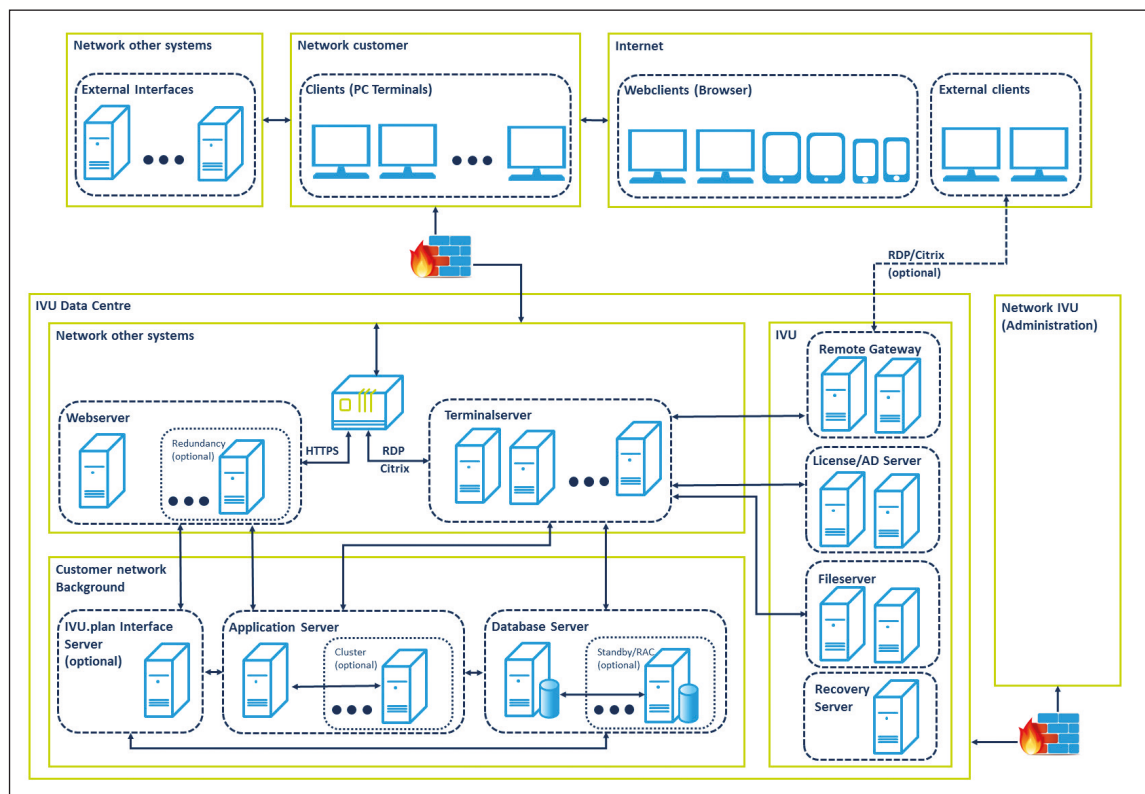 Network other systems
External Interfaces
Network customer
Clients (PC Terminals)
Internet
Webclients (Browser)
External clients
RDP/Citrix
(optional)
IVU Data Centre
Network other systems
Webserver
Redundancy
(optional)
HTTPS
RDP
Citrix
Terminalserver
IVU
Remote Gateway
License/AD Server
Fileserver
Recovery
Server
Network IVU
(Administration)
Customer network
Background
IVU.plan Interface
Server
(optional)
Application Server
Cluster
(optional)
Database Server
Standby/RAC
(optional)